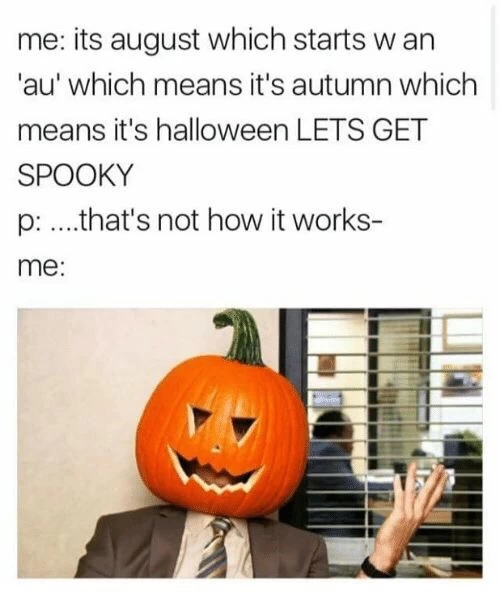 me: its august which starts w an
'au' which means it's autumn which
means it's halloween LETS GET
SPOOKY
p: ....that's not how it works-
me: